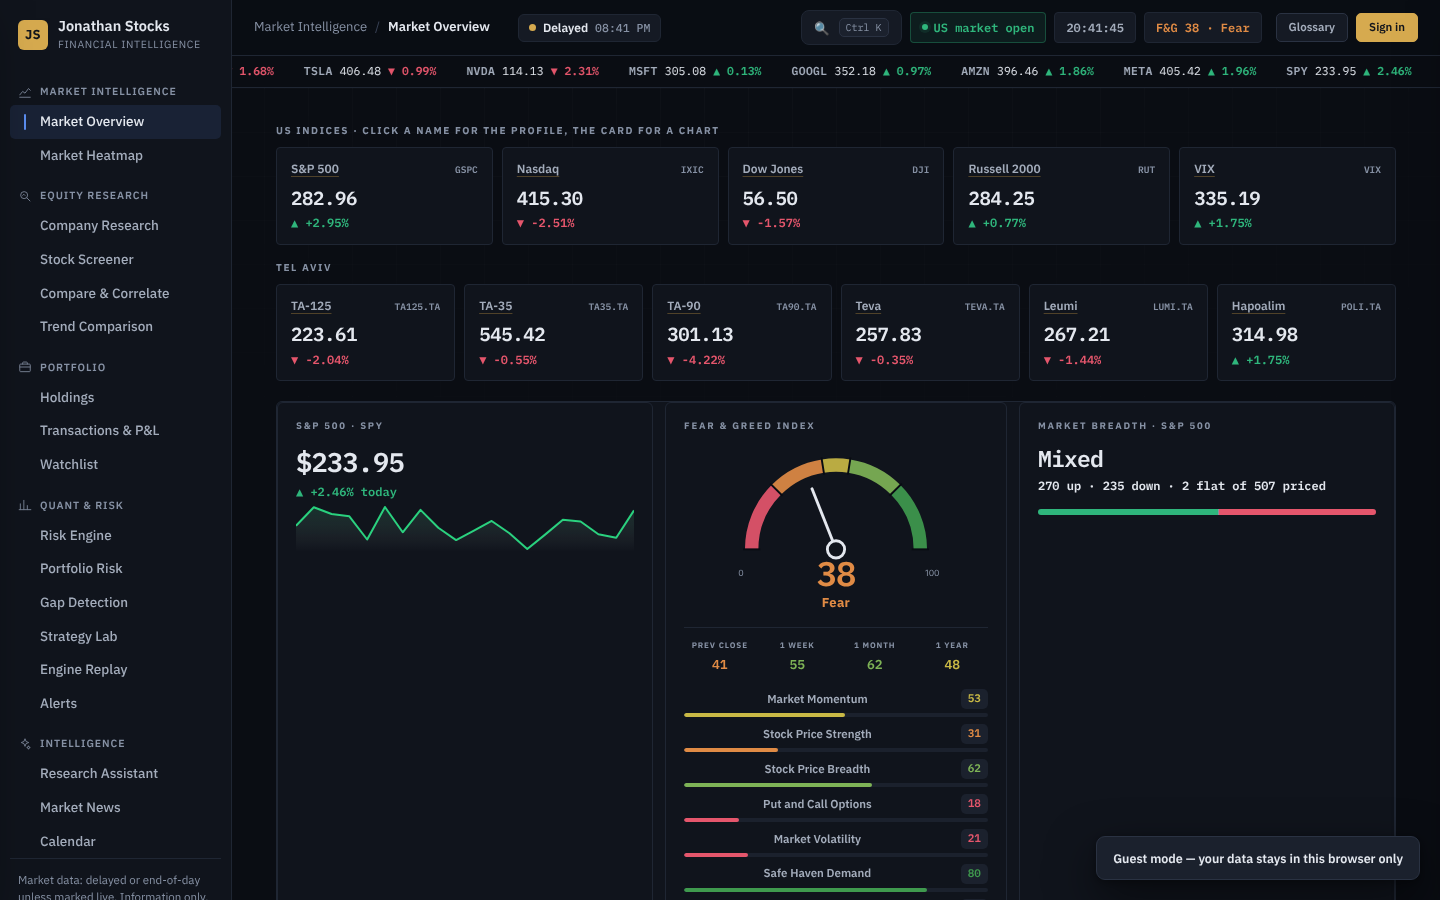 JS
Jonathan Stocks
FINANCIAL INTELLIGENCE
MARKET INTELLIGENCE
Market Overview
Market Heatmap
EQUITY RESEARCH
Company Research
Stock Screener
Compare & Correlate
Trend Comparison
PORTFOLIO
Holdings
Transactions & P&L
Watchlist
QUANT & RISK
Risk Engine
Portfolio Risk
Gap Detection
Strategy Lab
Engine Replay
Alerts
INTELLIGENCE
Research Assistant
Market News
Calendar
Market data: delayed or end-of-day
unless marked live. Information only.
Market Intelligence / Market Overview
Delayed 08:41 PM
Ctrl K
US market open
20:41:45
F&G 38 · Fear
Glossary
Sign in
1.68% TSLA 406.48 ▼ 0.99% NVDA 114.13 ▼ 2.31% MSFT 305.08 ▲ 0.13% GOOGL 352.18 ▲ 0.97% AMZN 396.46 ▲ 1.86% META 405.42 ▲ 1.96% SPY 233.95 ▲ 2.46%
US INDICES · CLICK A NAME FOR THE PROFILE, THE CARD FOR A CHART
S&P 500 GSPC
282.96
▲ +2.95%
Nasdaq IXIC
415.30
▼ -2.51%
Dow Jones DJI
56.50
▼ -1.57%
Russell 2000 RUT
284.25
▲ +0.77%
VIX VIX
335.19
▲ +1.75%
TEL AVIV
TA-125 TA125.TA
223.61
▼ -2.04%
TA-35 TA35.TA
545.42
▼ -0.55%
TA-90 TA90.TA
301.13
▼ -4.22%
Teva TEVA.TA
257.83
▼ -0.35%
Leumi LUMI.TA
267.21
▼ -1.44%
Hapoalim POLI.TA
314.98
▲ +1.75%
S&P 500 · SPY
$233.95
▲ +2.46% today
FEAR & GREED INDEX
0
100
38
Fear
PREV CLOSE 1 WEEK 1 MONTH 1 YEAR
41 55 62 48
Market Momentum 53
Stock Price Strength 31
Stock Price Breadth 62
Put and Call Options 18
Market Volatility 21
Safe Haven Demand 80
MARKET BREADTH · S&P 500
Mixed
270 up · 235 down · 2 flat of 507 priced
Guest mode — your data stays in this browser only